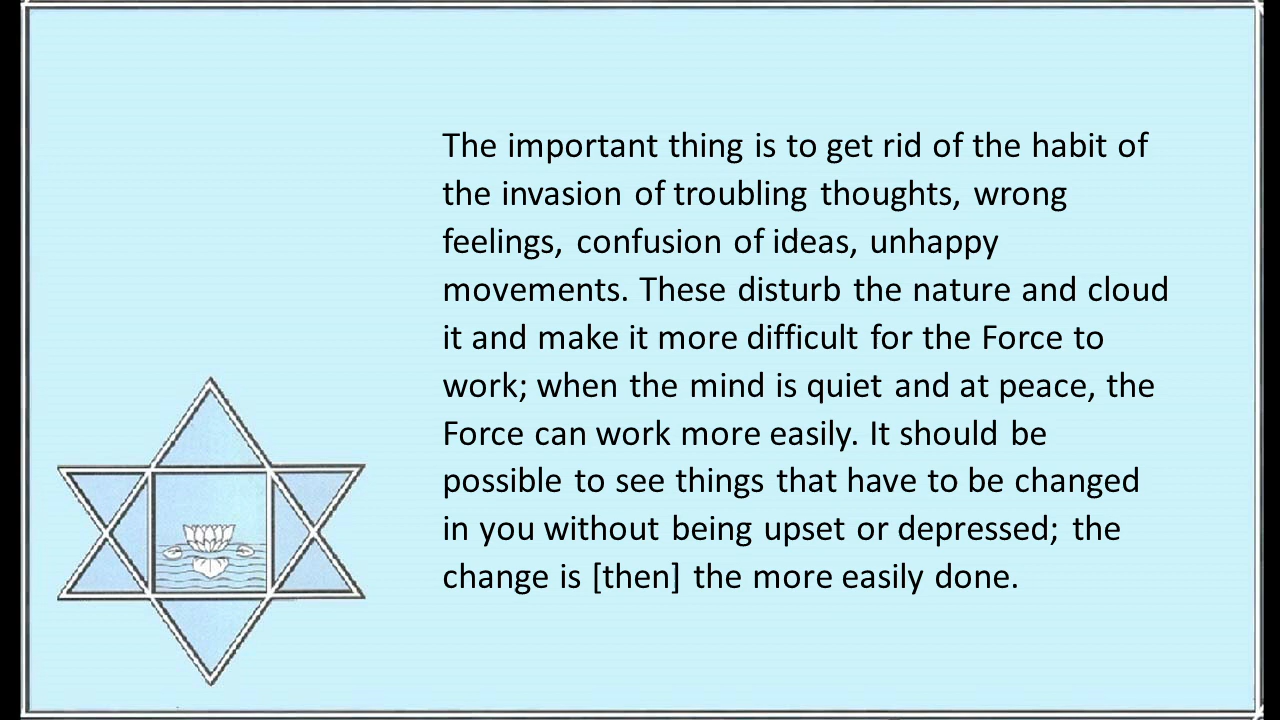 The important thing is to get rid of the habit of
the invasion of troubling thoughts, wrong
feelings, confusion of ideas, unhappy
movements. These disturb the nature and cloud
it and make it more difficult for the Force to
work; when the mind is quiet and at peace, the
Force can work more easily. It should be
possible to see things that have to be changed
in you without being upset or depressed; the
change is [then] the more easily done.